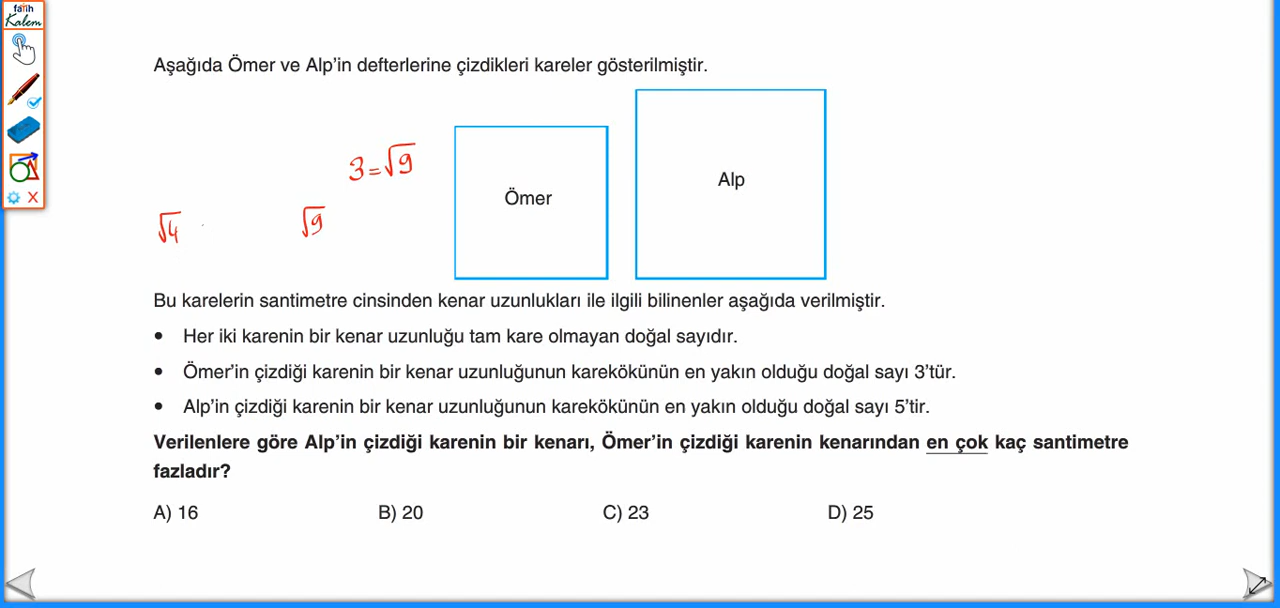 fatih
Kalem
Aşağıda Ömer ve Alp'in defterlerine çizdikleri kareler gösterilmiştir.
3=√9
Alp
Ömer
√4
√9
Bu karelerin santimetre cinsinden kenar uzunlukları ile ilgili bilinenler aşağıda verilmiştir.
• Her iki karenin bir kenar uzunluğu tam kare olmayan doğal sayıdır.
• Ömer'in çizdiği karenin bir kenar uzunluğunun karekökünün en yakın olduğu doğal sayı 3'tür.
• Alp'in çizdiği karenin bir kenar uzunluğunun karekökünün en yakın olduğu doğal sayı 5'tir.
Verilenlere göre Alp'in çizdiği karenin bir kenarı, Ömer'in çizdiği karenin kenarından en çok kaç santimetre
fazladır?
A) 16 B) 20 C) 23 D) 25